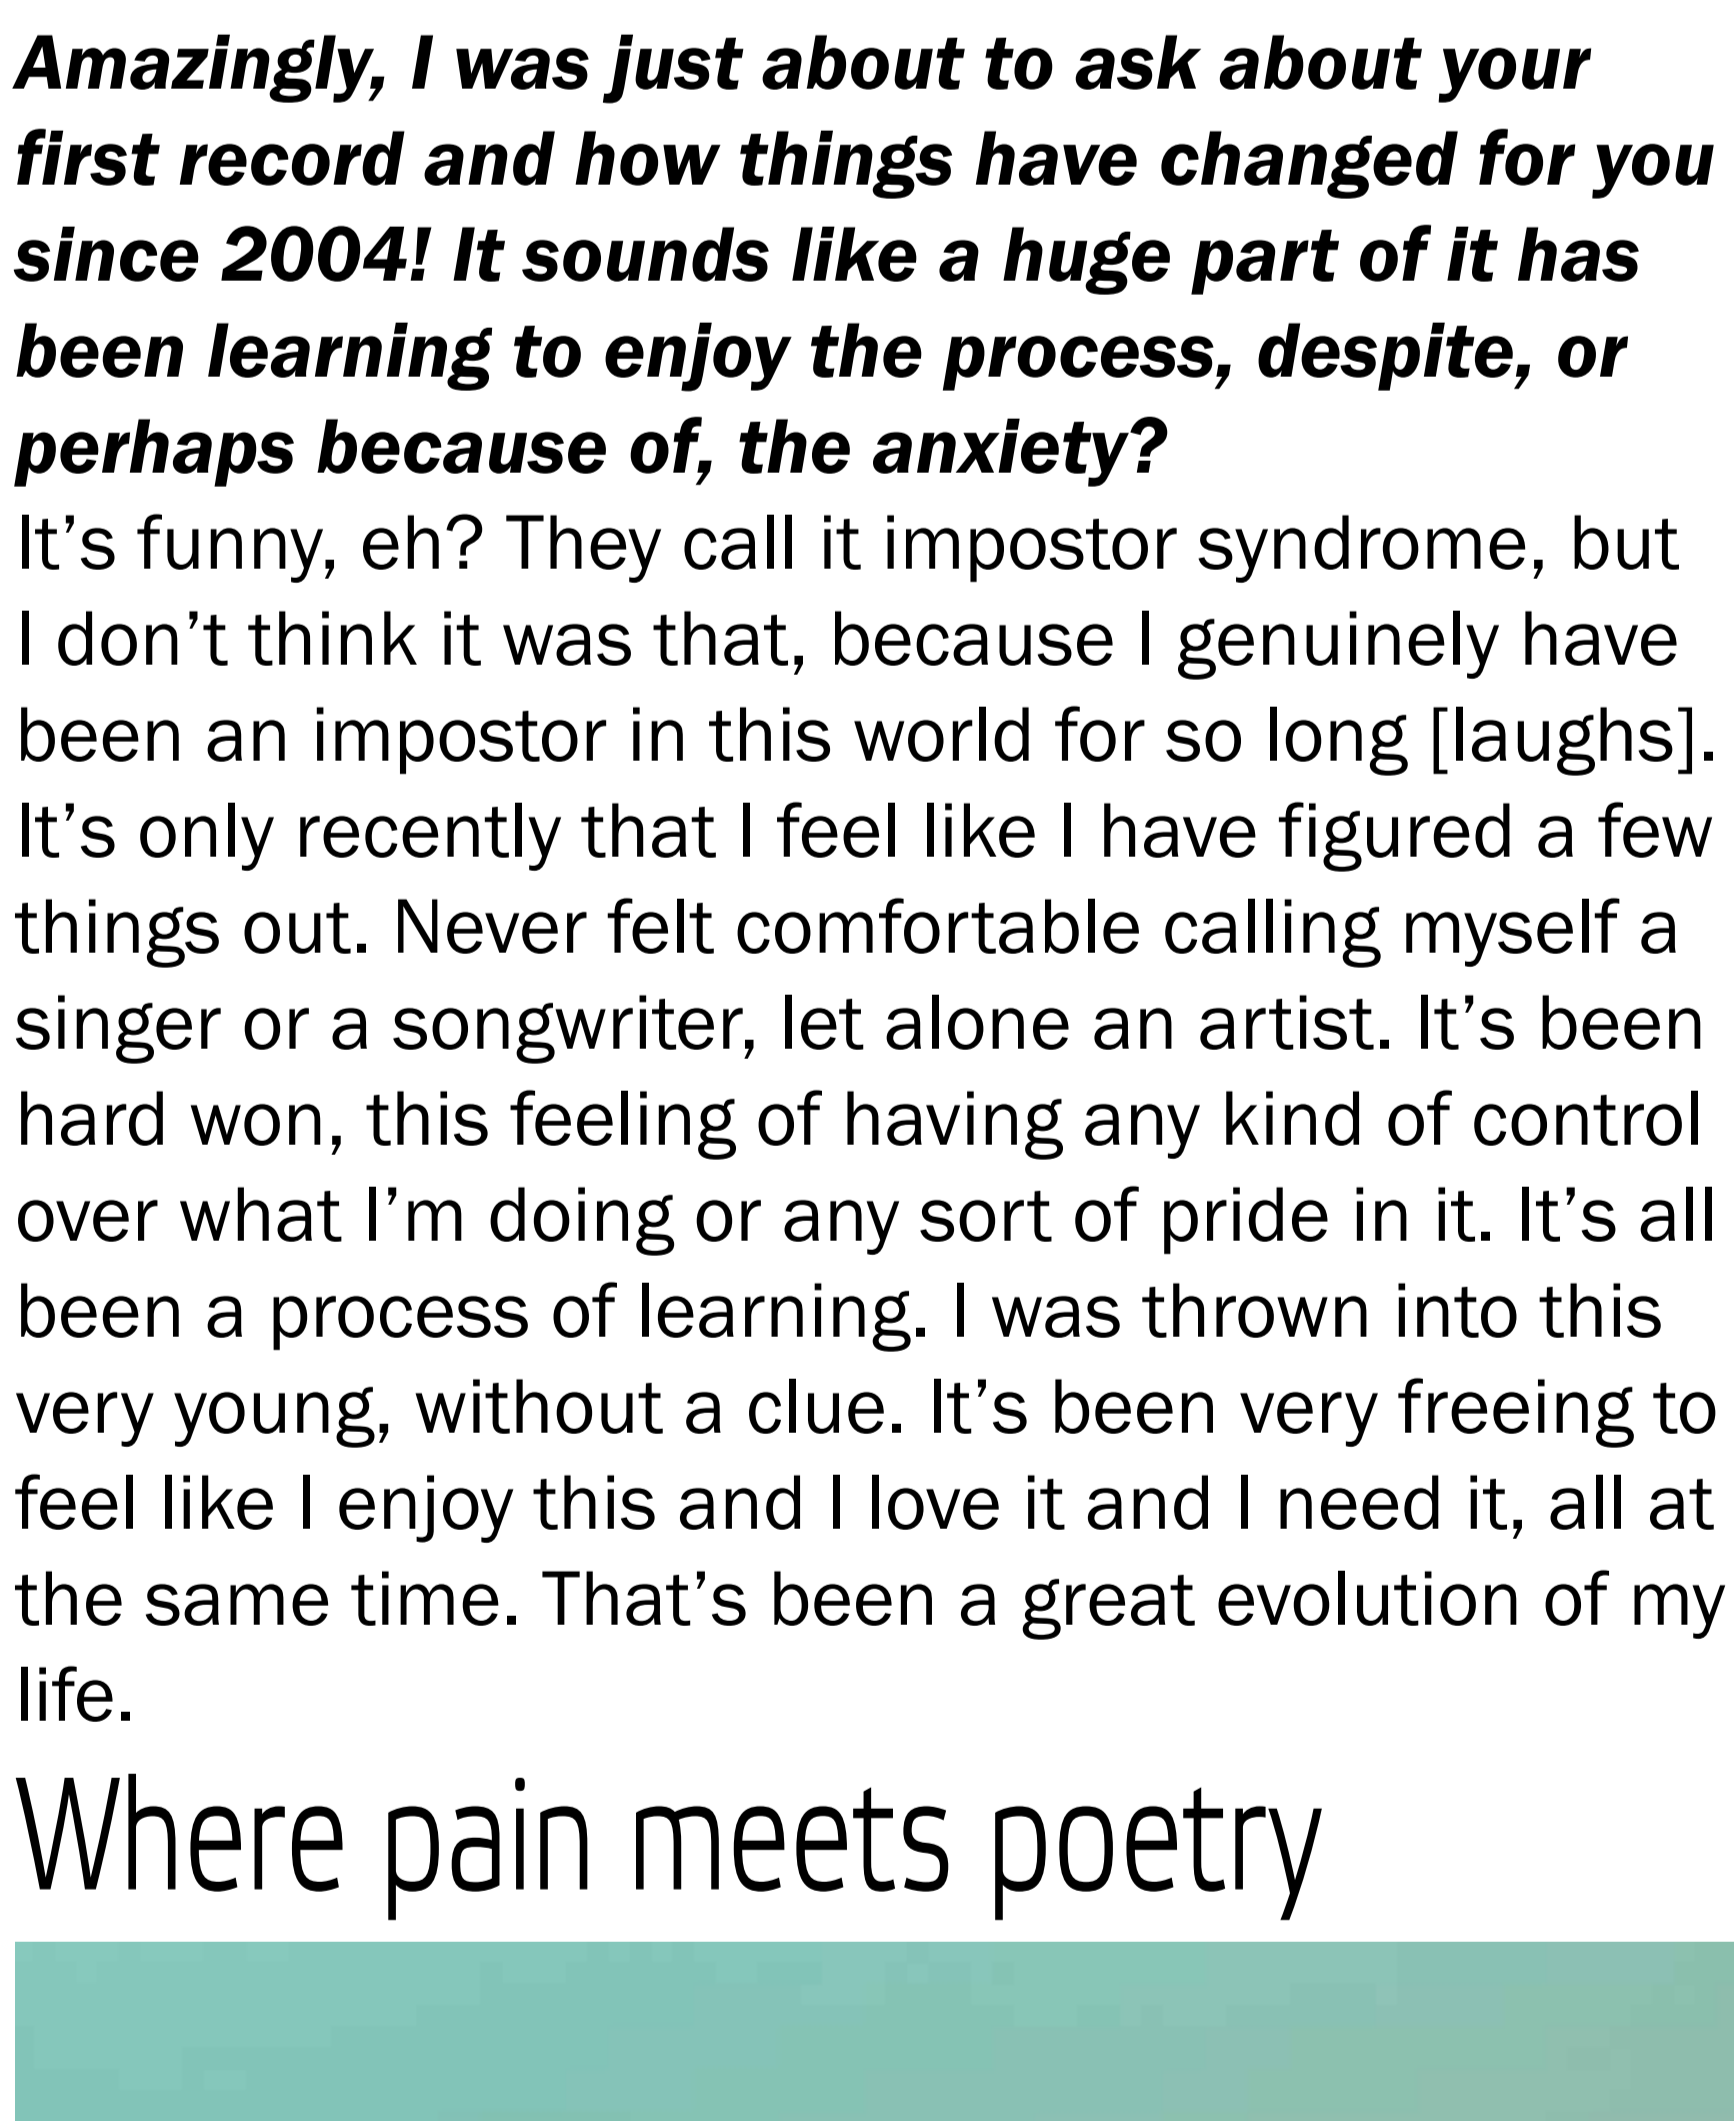 Amazingly, I was just about to ask about your
first record and how things have changed for you
since 2004! It sounds like a huge part of it has
been learning to enjoy the process, despite, or
perhaps because of, the anxiety?
It’s funny, eh? They call it impostor syndrome, but
I don’t think it was that, because I genuinely have
been an impostor in this world for so long [laughs].
It’s only recently that I feel like I have figured a few
things out. Never felt comfortable calling myself a
singer or a songwriter, let alone an artist. It’s been
hard won, this feeling of having any kind of control
over what I’m doing or any sort of pride in it. It’s all
been a process of learning. I was thrown into this
very young, without a clue. It’s been very freeing to
feel like I enjoy this and I love it and I need it, all at
the same time. That’s been a great evolution of my
life.
Where pain meets poetry